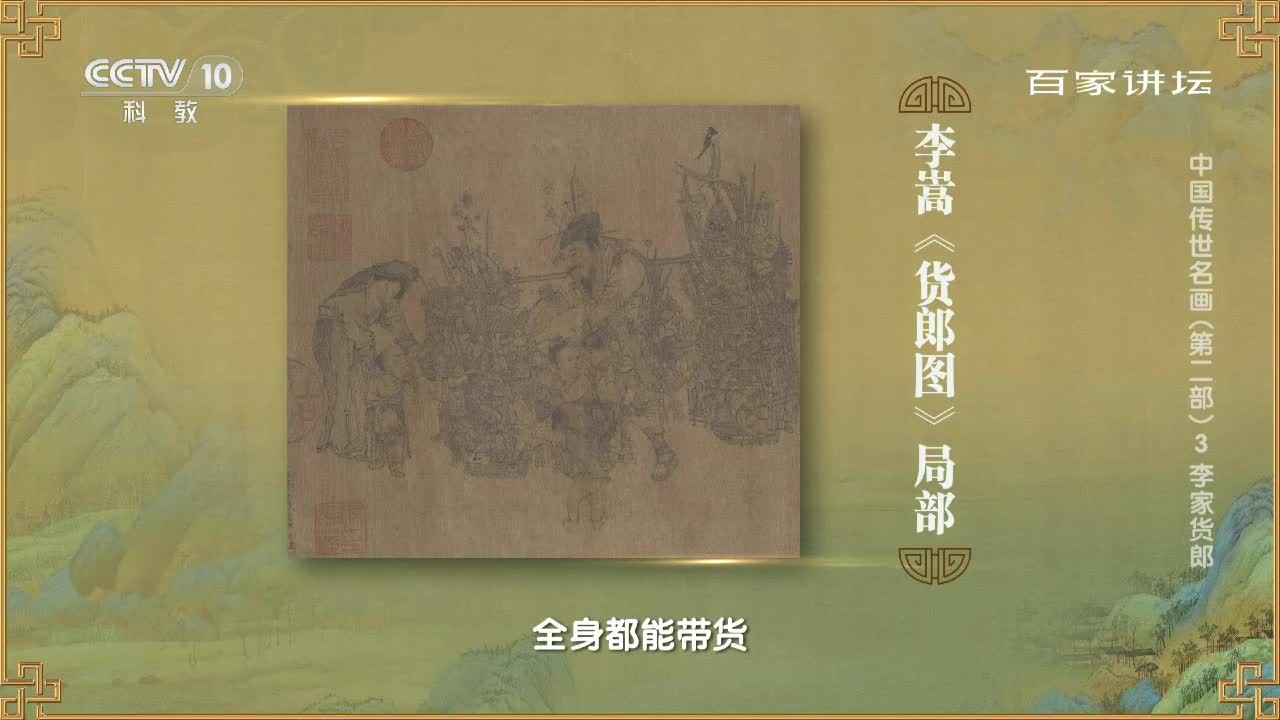 CCTV 10
科教
百家讲坛
李嵩《货郎图》局部
中国传世名画（第二部）3 李家货郎
全身都能带货